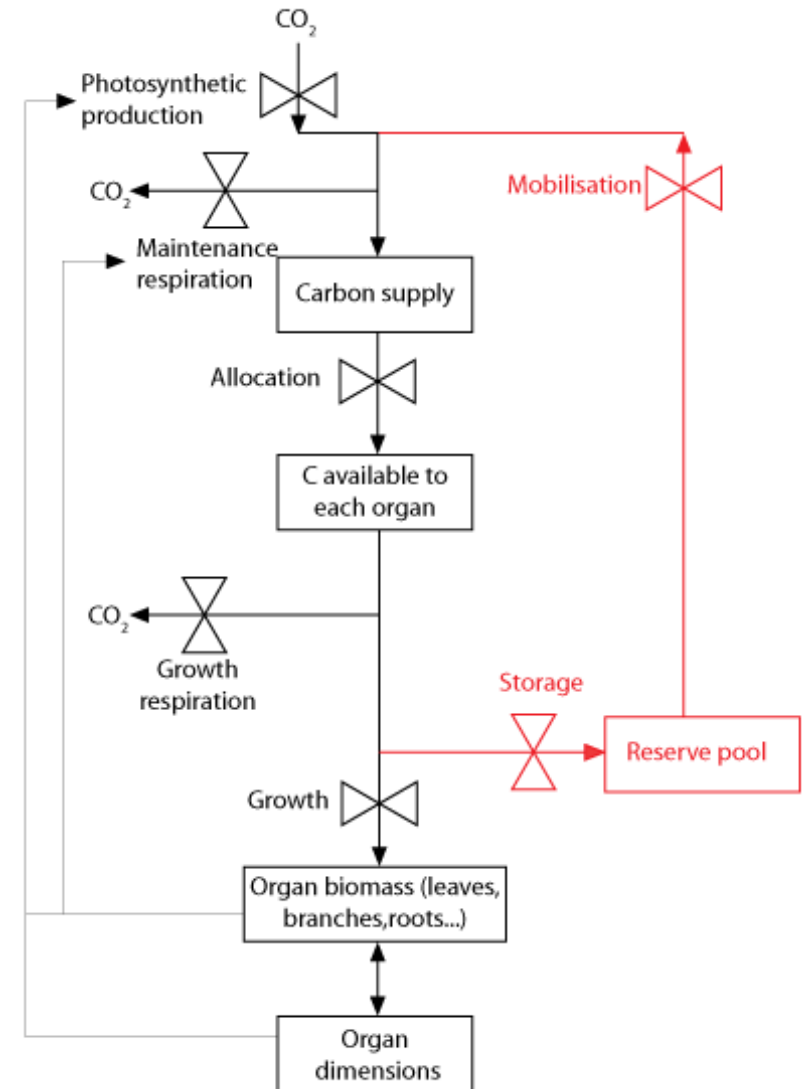 CO₂
Photosynthetic
production
Mobilisation
CO₂
Maintenance
respiration
Carbon supply
Allocation
C available to
each organ
CO₂
Growth
respiration
Storage
Reserve pool
Growth
Organ biomass (leaves,
branches,roots...)
Organ
dimensions